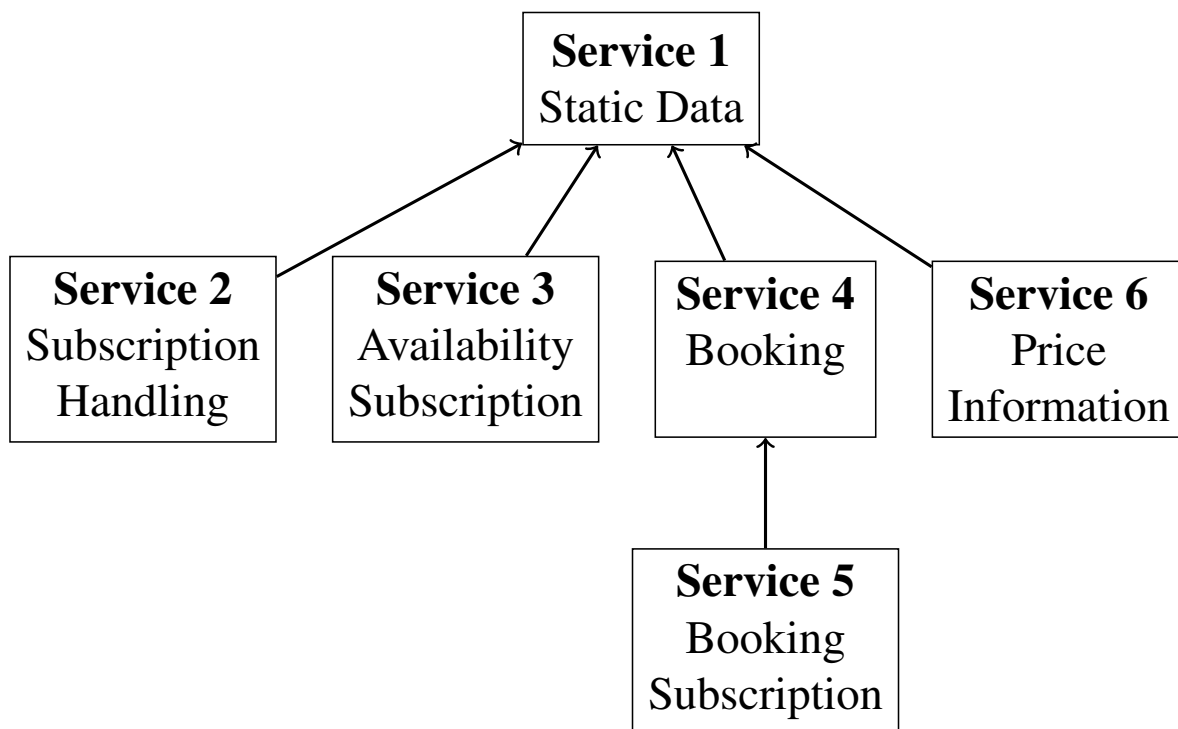 Service 1
Static Data
Service 2
Subscription
Handling
Service 3
Availability
Subscription
Service 4
Booking
Service 6
Price
Information
Service 5
Booking
Subscription